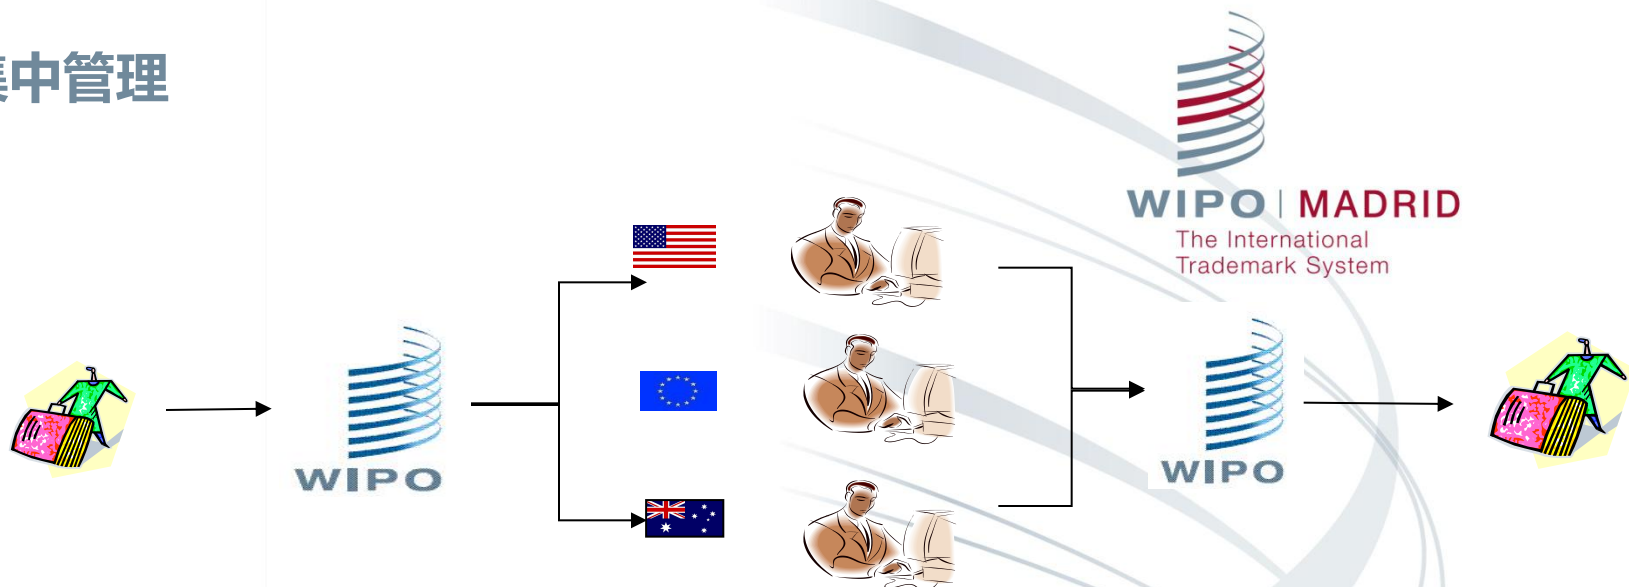 集中管理
WIPO | MADRID
The International
Trademark System
WIPO
WIPO